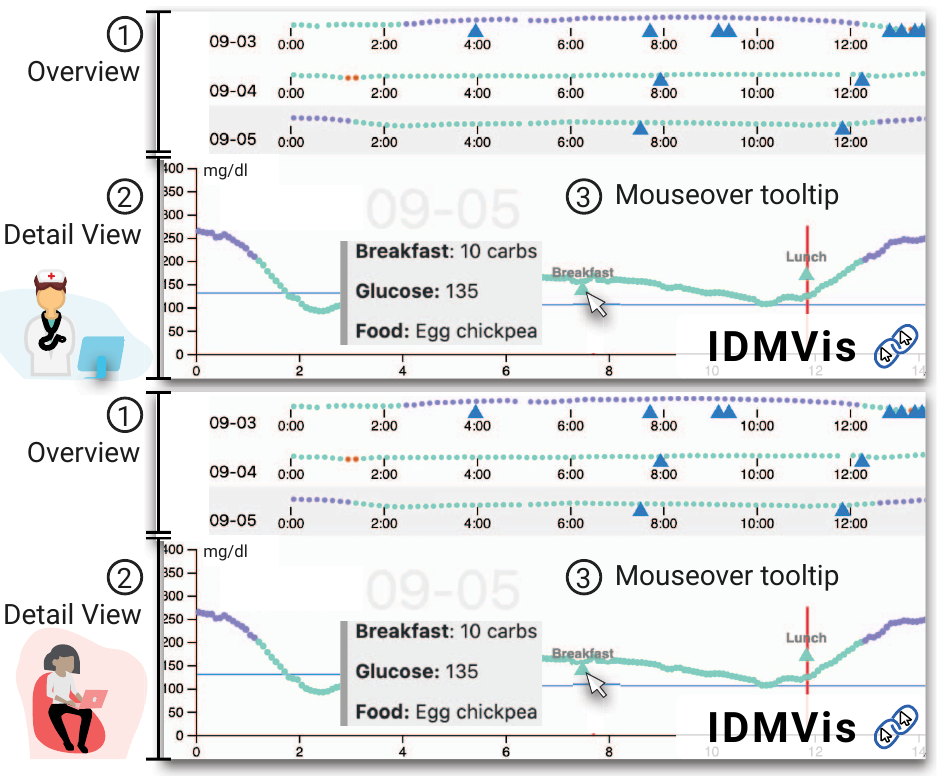 1
Overview
09-03
0:00 2:00 4:00 6:00 8:00 10:00 12:00
09-04
0:00 2:00 4:00 6:00 8:00 10:00 12:00
09-05
0:00 2:00 4:00 6:00 8:00 10:00 12:00
2
Detail View
400 mg/dl
350
300
250
200
150
100
50
0
09-05
3 Mouseover tooltip
Breakfast: 10 carbs
Glucose: 135
Food: Egg chickpea
Breakfast
Lunch
IDMVis
0 2 4 6 8 10 12 14
1
Overview
09-03
0:00 2:00 4:00 6:00 8:00 10:00 12:00
09-04
0:00 2:00 4:00 6:00 8:00 10:00 12:00
09-05
0:00 2:00 4:00 6:00 8:00 10:00 12:00
2
Detail View
400 mg/dl
350
300
250
200
150
100
50
0
09-05
3 Mouseover tooltip
Breakfast: 10 carbs
Glucose: 135
Food: Egg chickpea
Breakfast
Lunch
IDMVis
0 2 4 6 8 10 12 14